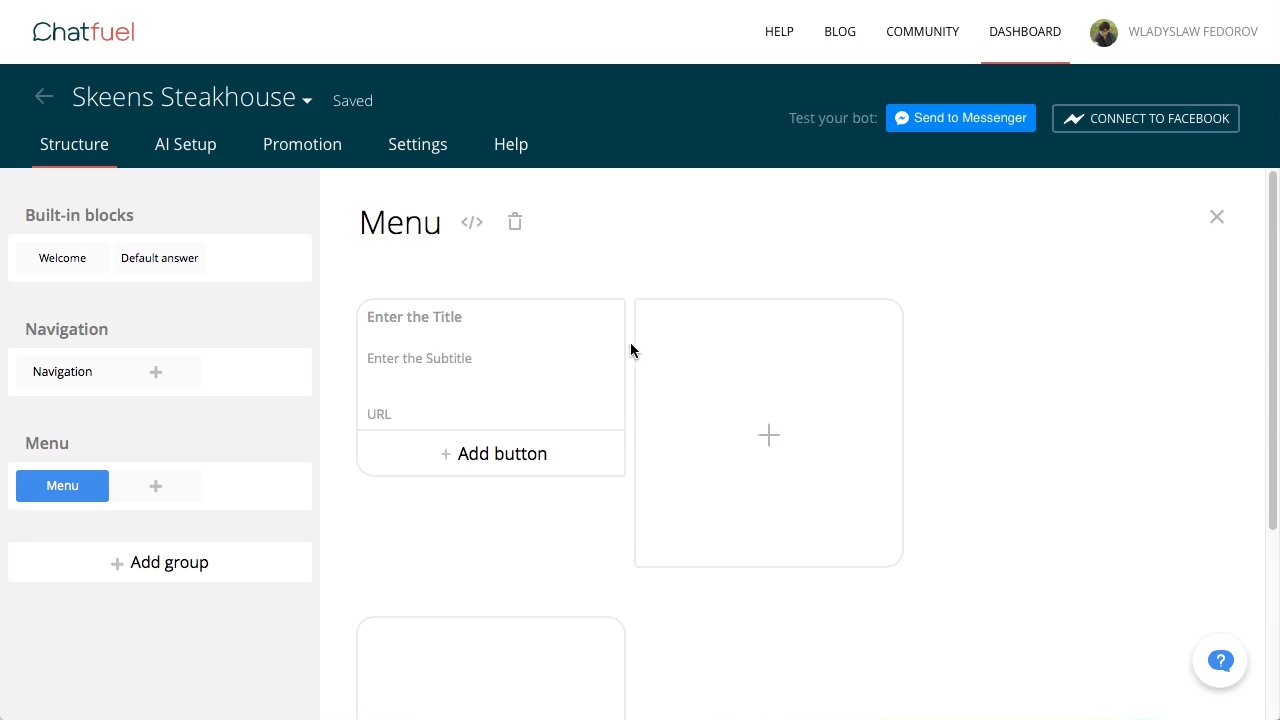 Chatfuel
HELP BLOG COMMUNITY DASHBOARD WLADYSLAW FEDOROV
Skeens Steakhouse Saved
Test your bot: Send to Messenger CONNECT TO FACEBOOK
Structure AI Setup Promotion Settings Help
Built-in blocks
Welcome Default answer
Navigation
Navigation +
Menu
Menu +
+ Add group
Menu </>
Enter the Title
Enter the Subtitle
URL
+ Add button
+
?